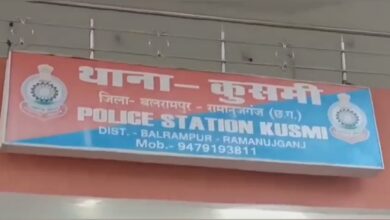 थाना - कुसमी
जिला- बलरामपुर - रामानुजगंज (छ.ग.)
POLICE STATION KUSMI
DIST. - BALRAMPUR - RAMANUJGANJ
Mob.- 9479193811